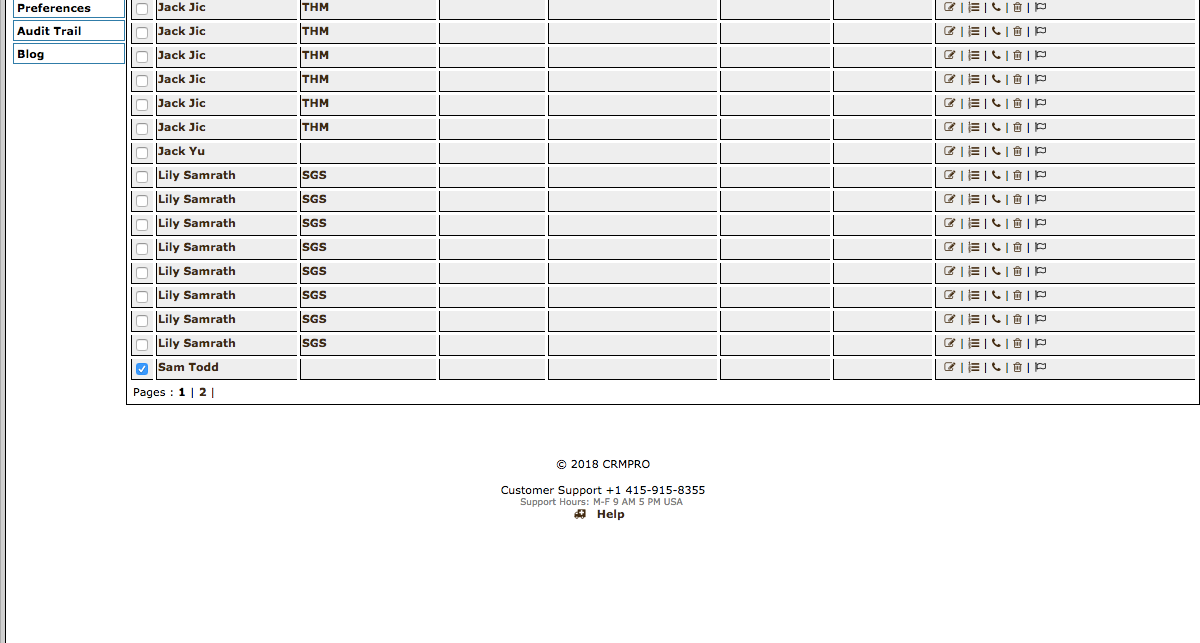 Preferences
Jack Jic THM | | | |
Audit Trail
Jack Jic THM | | | |
Blog
Jack Jic THM | | | |
Jack Jic THM | | | |
Jack Jic THM | | | |
Jack Jic THM | | | |
Jack Yu | | | |
Lily Samrath SGS | | | |
Lily Samrath SGS | | | |
Lily Samrath SGS | | | |
Lily Samrath SGS | | | |
Lily Samrath SGS | | | |
Lily Samrath SGS | | | |
Lily Samrath SGS | | | |
Lily Samrath SGS | | | |
Sam Todd | | | |
Pages : 1 | 2 |
© 2018 CRMPRO
Customer Support +1 415-915-8355
Support Hours: M-F 9 AM 5 PM USA
Help